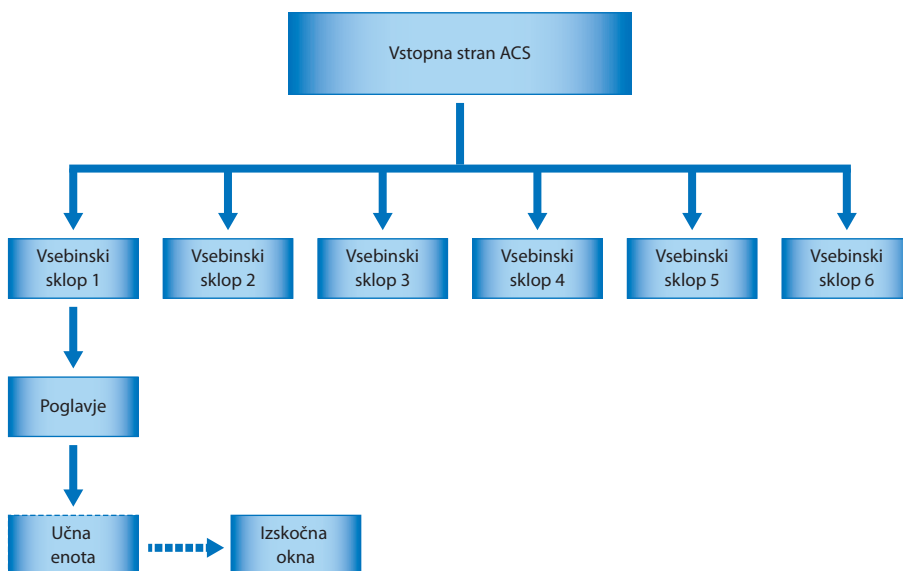 Vstopna stran ACS
Vsebinski
sklop 1
Vsebinski
sklop 2
Vsebinski
sklop 3
Vsebinski
sklop 4
Vsebinski
sklop 5
Vsebinski
sklop 6
Poglavje
Učna
enota
Izskočna
okna